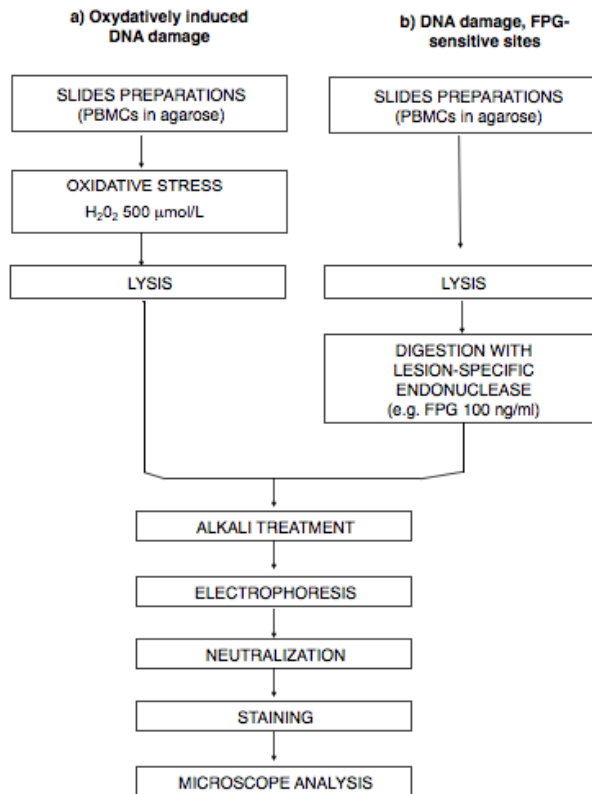 a) Oxydatively induced
DNA damage
b) DNA damage, FPG-
sensitive sites
SLIDES PREPARATIONS
(PBMCs in agarose)
SLIDES PREPARATIONS
(PBMCs in agarose)
OXIDATIVE STRESS
H₂0₂ 500 μmol/L
LYSIS
LYSIS
DIGESTION WITH
LESION-SPECIFIC
ENDONUCLEASE
(e.g. FPG 100 ng/ml)
ALKALI TREATMENT
ELECTROPHORESIS
NEUTRALIZATION
STAINING
MICROSCOPE ANALYSIS